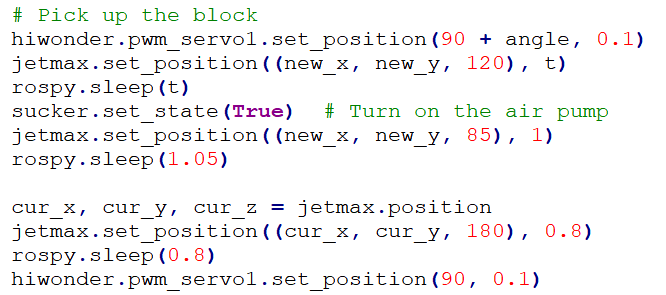 # Pick up the block
hiwonder.pwm_servo1.set_position(90 + angle, 0.1)
jetmax.set_position((new_x, new_y, 120), t)
rospy.sleep(t)
sucker.set_state(True)  # Turn on the air pump
jetmax.set_position((new_x, new_y, 85), 1)
rospy.sleep(1.05)

cur_x, cur_y, cur_z = jetmax.position
jetmax.set_position((cur_x, cur_y, 180), 0.8)
rospy.sleep(0.8)
hiwonder.pwm_servo1.set_position(90, 0.1)